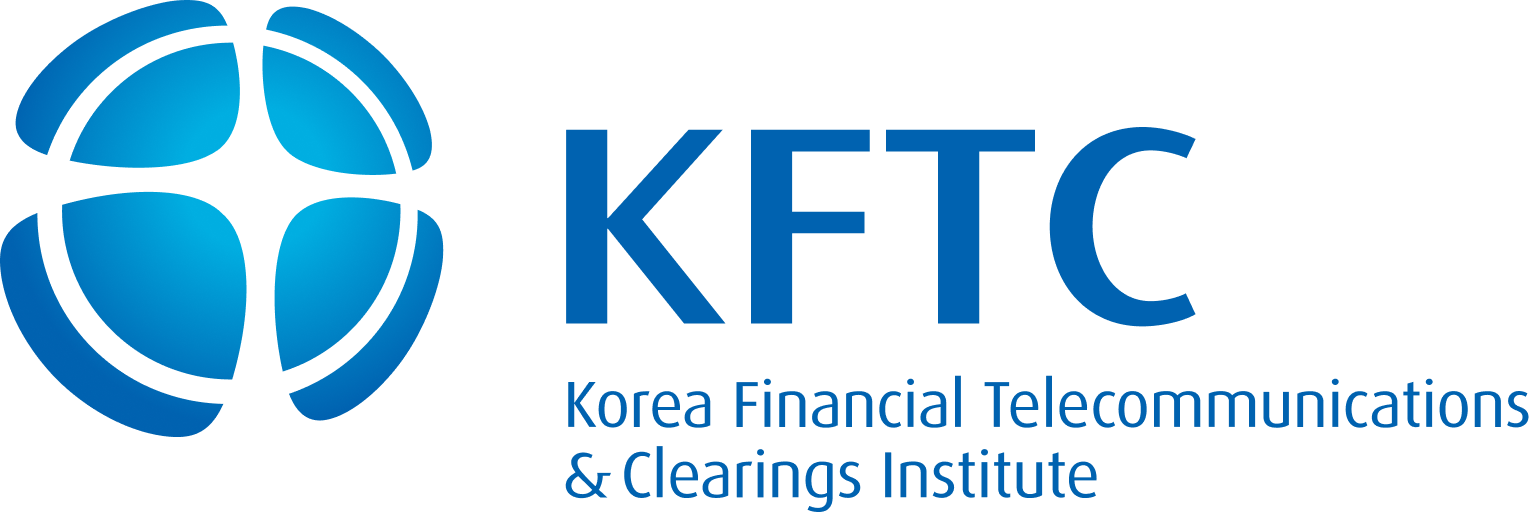 KFTC
Korea Financial Telecommunications
& Clearings Institute